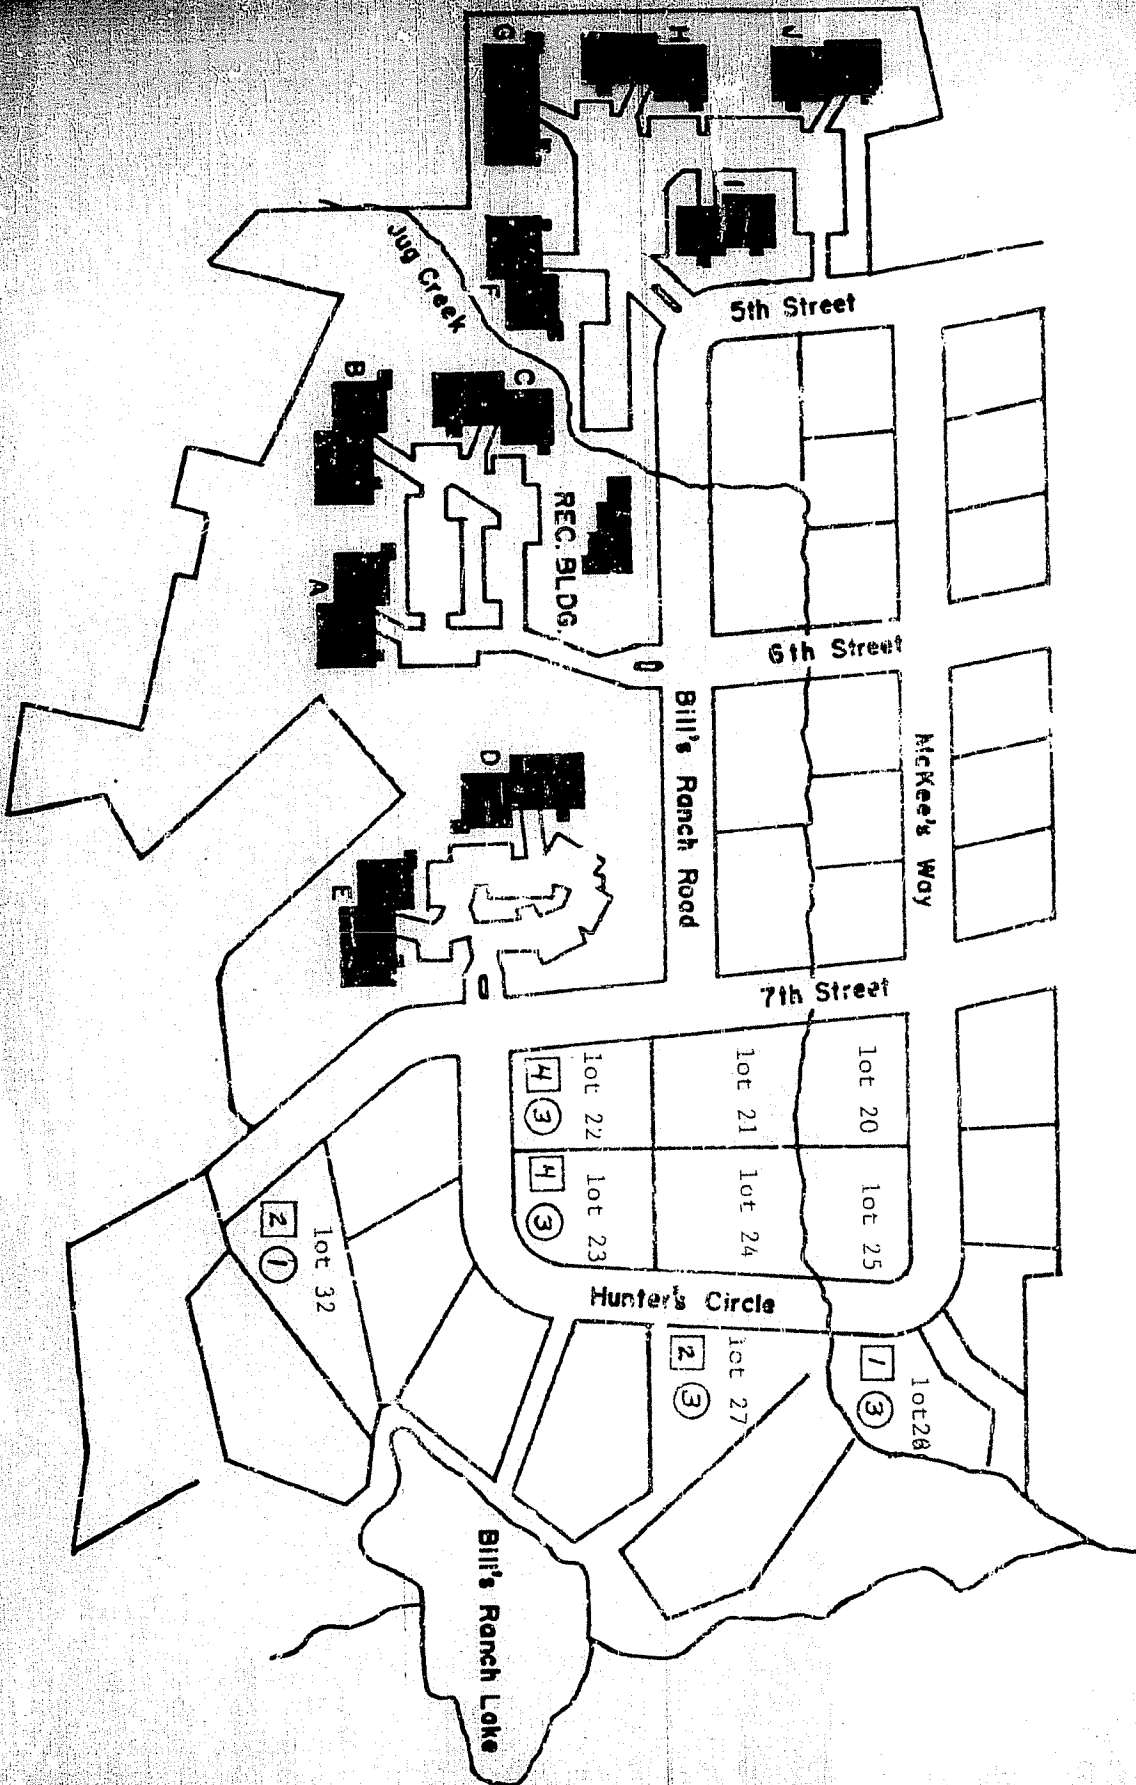 G
H
J
I
Jug Creek
F
5th Street
B
C
REC. BLDG.
A
6th Street
Bill's Ranch Road
McKee's Way
D
E
7th Street
lot 22
4 3
lot 21
lot 20
lot 23
4 3
lot 24
lot 25
lot 32
2 1
Hunter's Circle
lot 27
2 3
lot26
1 3
Bill's Ranch Lake